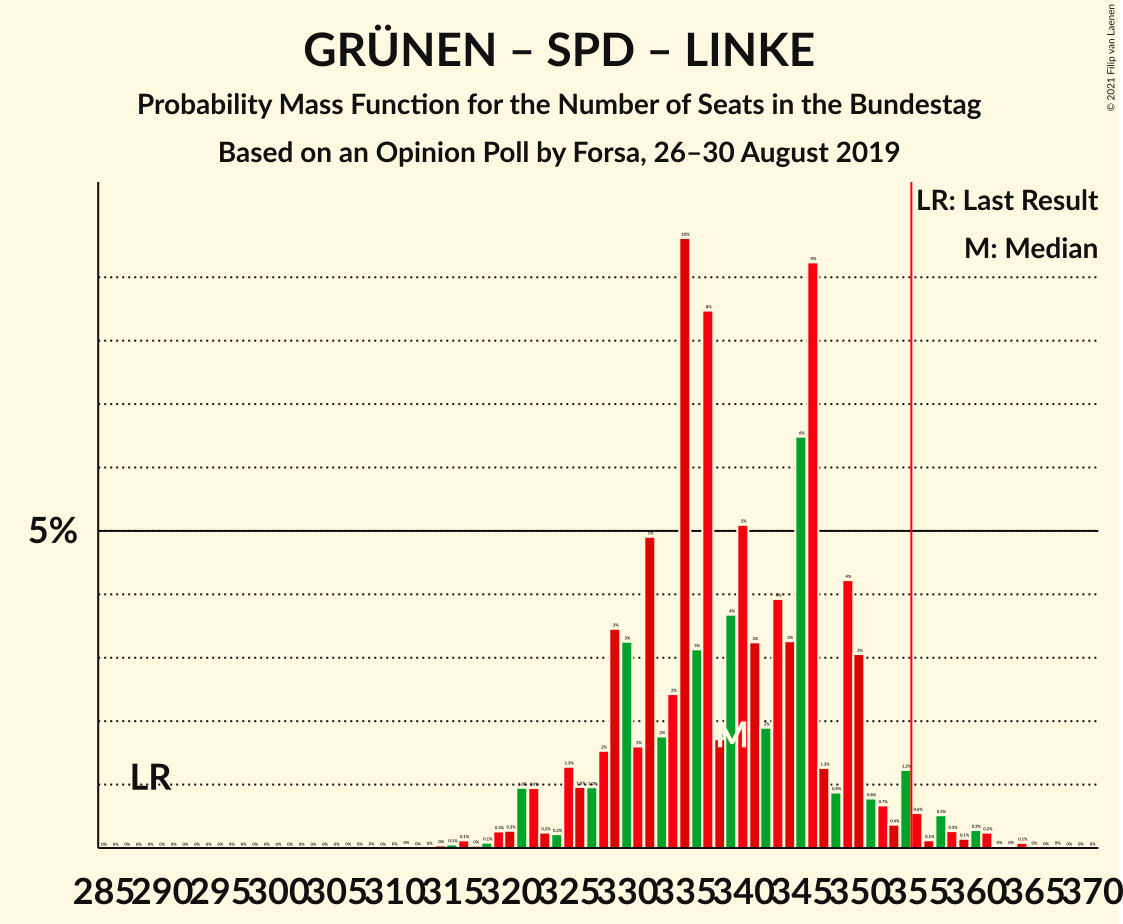 GRÜNEN – SPD – LINKE
Probability Mass Function for the Number of Seats in the Bundestag
Based on an Opinion Poll by Forsa, 26–30 August 2019
© 2021 Filip van Laenen
LR: Last Result
M: Median
5%
LR
M
285 290 295 300 305 310 315 320 325 330 335 340 345 350 355 360 365 370